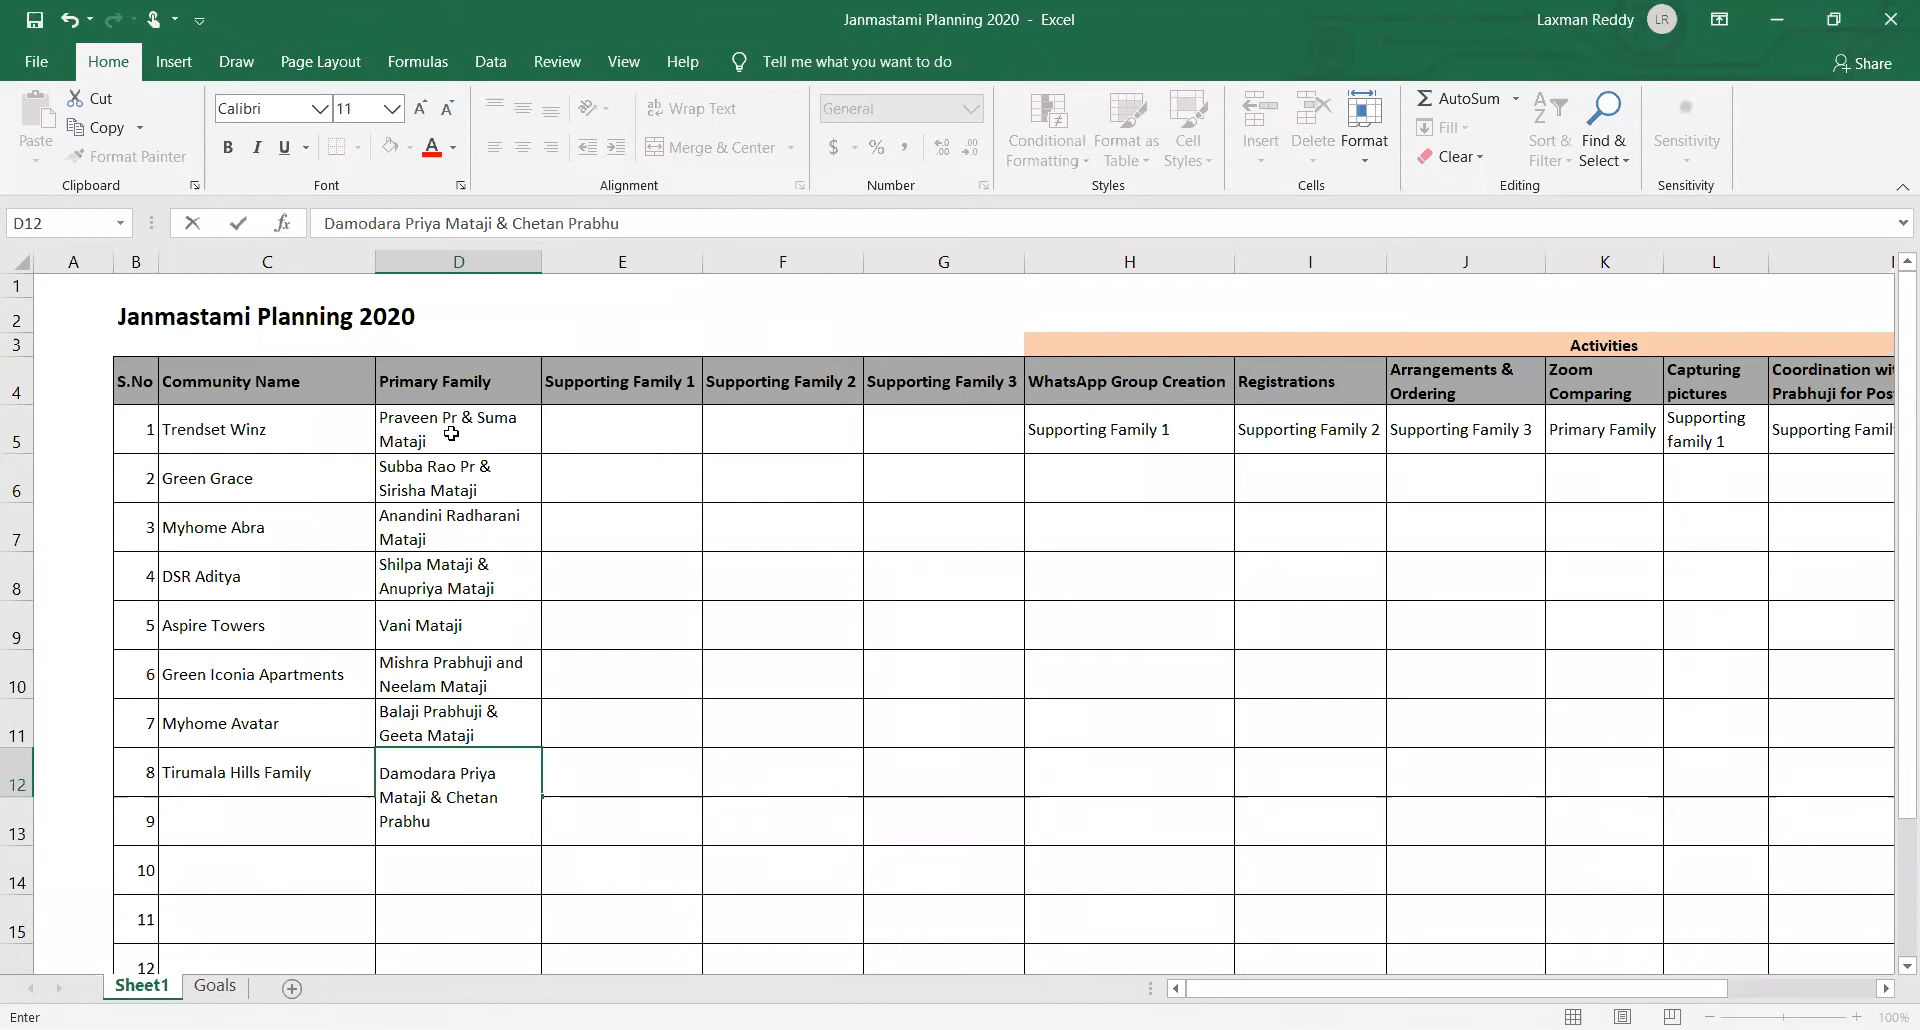 Janmastami Planning 2020 - Excel
Laxman Reddy LR
File Home Insert Draw Page Layout Formulas Data Review View Help Tell me what you want to do Share
Paste
Cut
Copy
Format Painter
Clipboard
Calibri 11 A A
B I U A
Font
ab Wrap Text
Merge & Center
Alignment
General
$ % ,
Number
Conditional Formatting
Format as Table
Cell Styles
Styles
Insert Delete Format
Cells
AutoSum
Fill
Clear
Sort & Filter
Find & Select
Editing
Sensitivity
Sensitivity
D12 fx Damodara Priya Mataji & Chetan Prabhu
A B C D E F G H I J K L
1
2 Janmastami Planning 2020
3 Activities
4 S.No Community Name Primary Family Supporting Family 1 Supporting Family 2 Supporting Family 3 WhatsApp Group Creation Registrations Arrangements & Ordering Zoom Comparing Capturing pictures Coordination wi Prabhuji for Pos
5 1 Trendset Winz Praveen Pr & Suma Mataji Supporting Family 1 Supporting Family 2 Supporting Family 3 Primary Family Supporting family 1 Supporting Famil
6 2 Green Grace Subba Rao Pr & Sirisha Mataji
7 3 Myhome Abra Anandini Radharani Mataji
8 4 DSR Aditya Shilpa Mataji & Anupriya Mataji
9 5 Aspire Towers Vani Mataji
10 6 Green Iconia Apartments Mishra Prabhuji and Neelam Mataji
11 7 Myhome Avatar Balaji Prabhuji & Geeta Mataji
12 8 Tirumala Hills Family Damodara Priya Mataji & Chetan Prabhu
13 9
14 10
15 11
12
Sheet1 Goals
Enter 100%